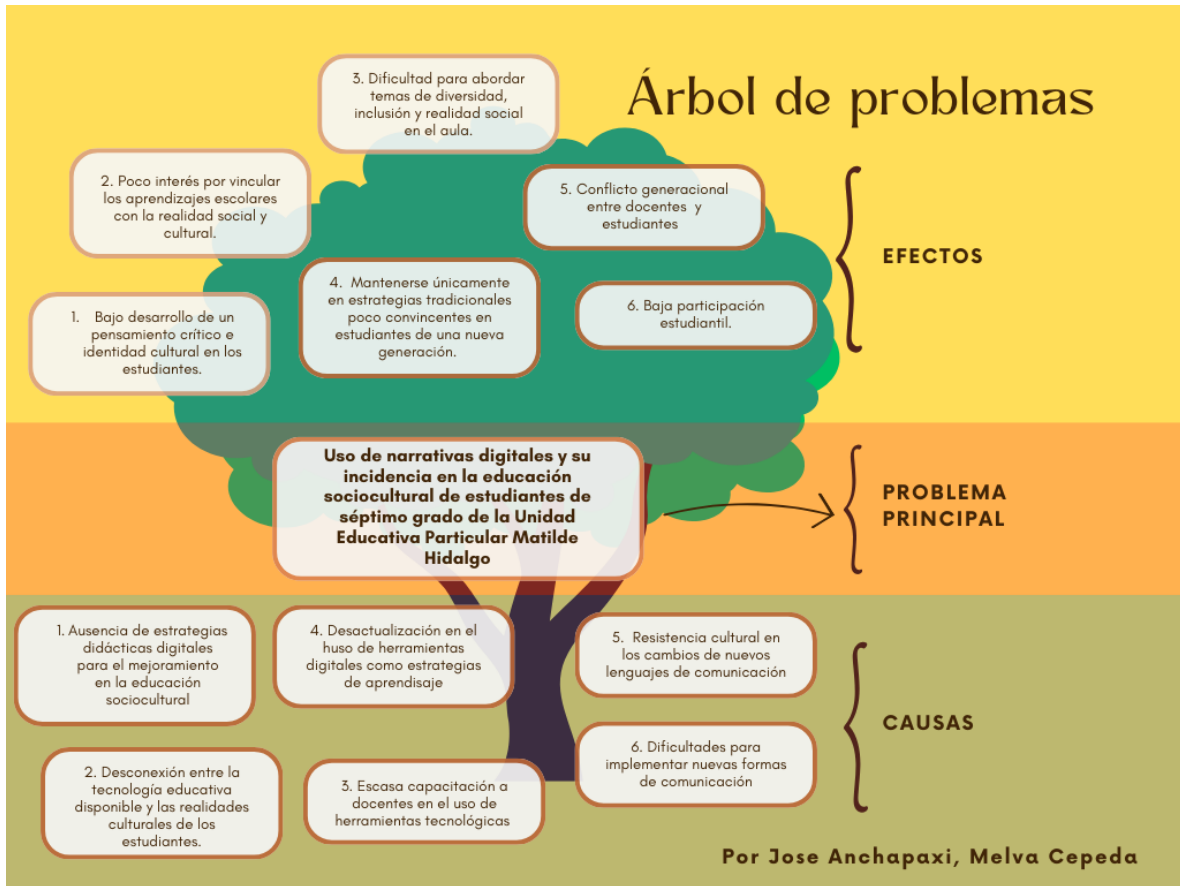 Árbol de problemas
3. Dificultad para abordar
temas de diversidad,
inclusión y realidad social
en el aula.
2. Poco interés por vincular
los aprendizajes escolares
con la realidad social y
cultural.
5. Conflicto generacional
entre docentes y
estudiantes
EFECTOS
4. Mantenerse únicamente
en estrategias tradicionales
poco convincentes en
estudiantes de una nueva
generación.
6. Baja participación
estudiantil.
1. Bajo desarrollo de un
pensamiento crítico e
identidad cultural en los
estudiantes.
Uso de narrativas digitales y su
incidencia en la educación
sociocultural de estudiantes de
séptimo grado de la Unidad
Educativa Particular Matilde
Hidalgo
PROBLEMA
PRINCIPAL
1. Ausencia de estrategias
didácticas digitales
para el mejoramiento
en la educación
sociocultural
4. Desactualización en el
huso de herramientas
digitales como estrategias
de aprendisaje
5. Resistencia cultural en
los cambios de nuevos
lenguajes de comunicación
CAUSAS
2. Desconexión entre la
tecnología educativa
disponible y las realidades
culturales de los
estudiantes.
3. Escasa capacitación a
docentes en el uso de
herramientas tecnológicas
6. Dificultades para
implementar nuevas formas
de comunicación
Por Jose Anchapaxi, Melva Cepeda